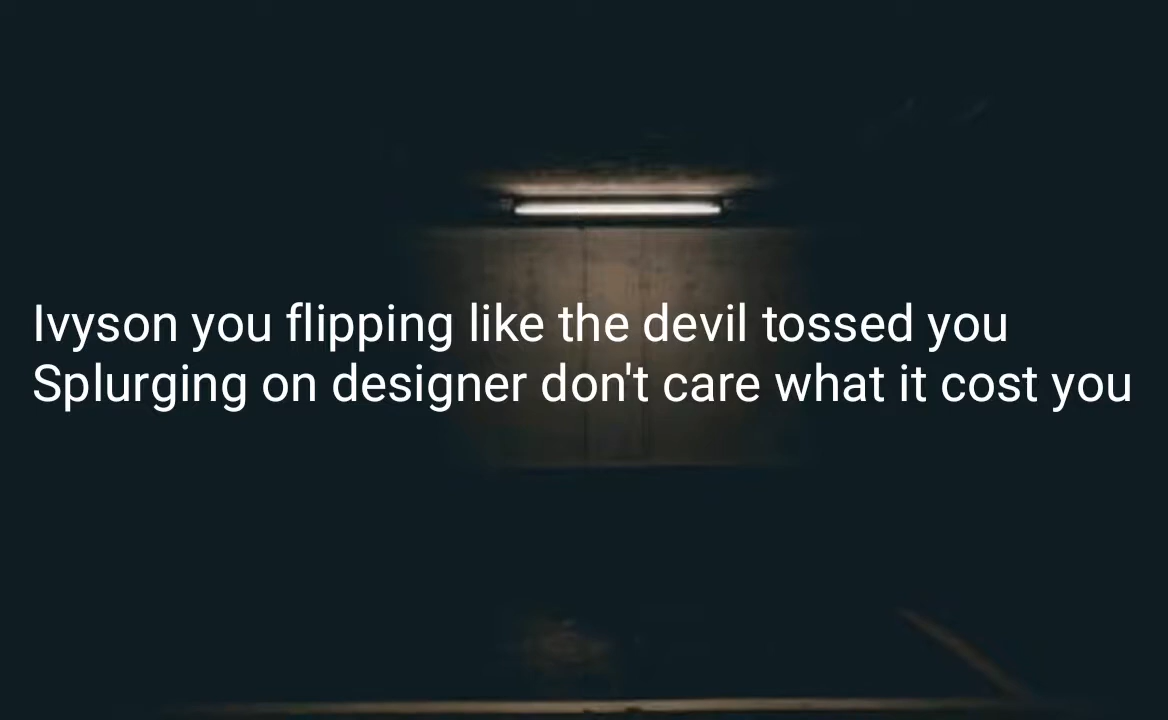 Ivyson you flipping like the devil tossed you
Splurging on designer don't care what it cost you